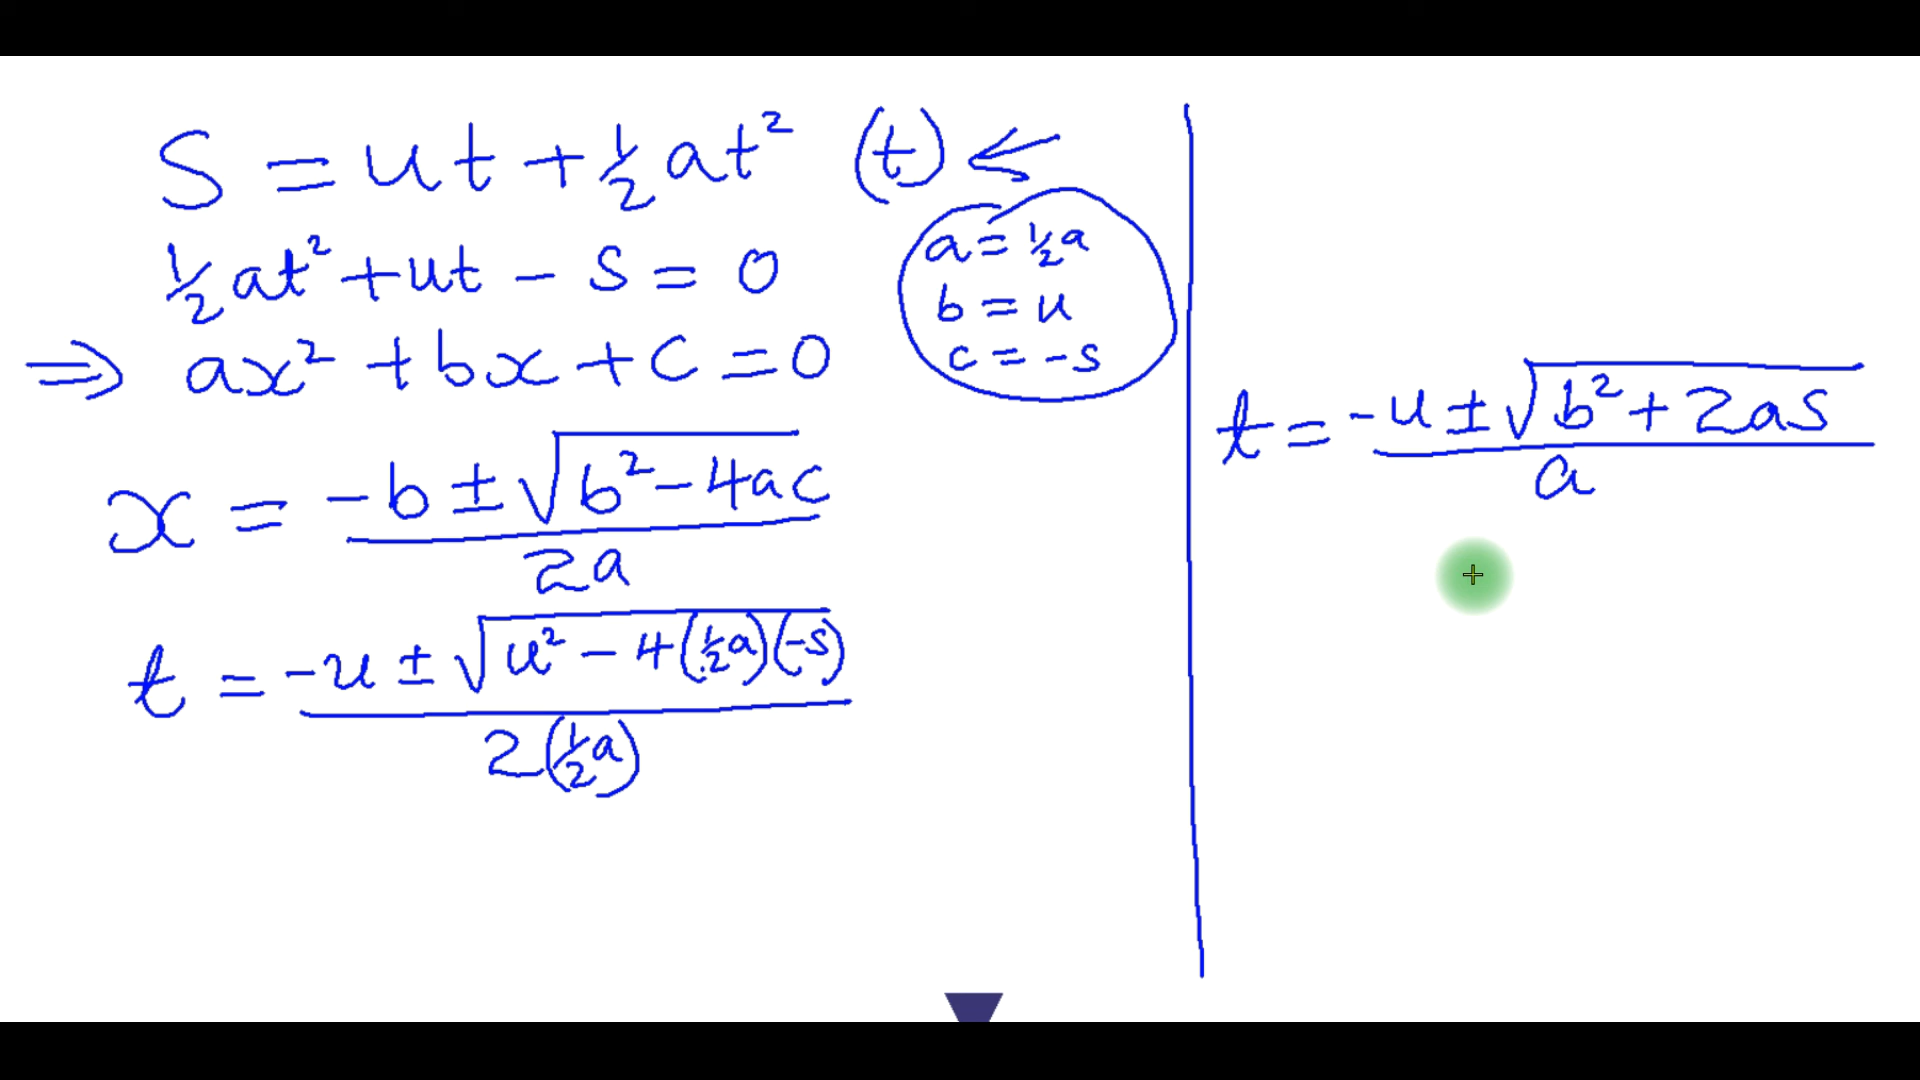 S = ut + ½at² (t) <
½at² + ut - s = 0
⇒ ax² + bx + c = 0
a = ½a
b = u
c = -s
x = (-b ± √(b² - 4ac)) / 2a
t = (-u ± √(u² - 4(½a)(-s))) / 2(½a)
t = (-u ± √(b² + 2as)) / a